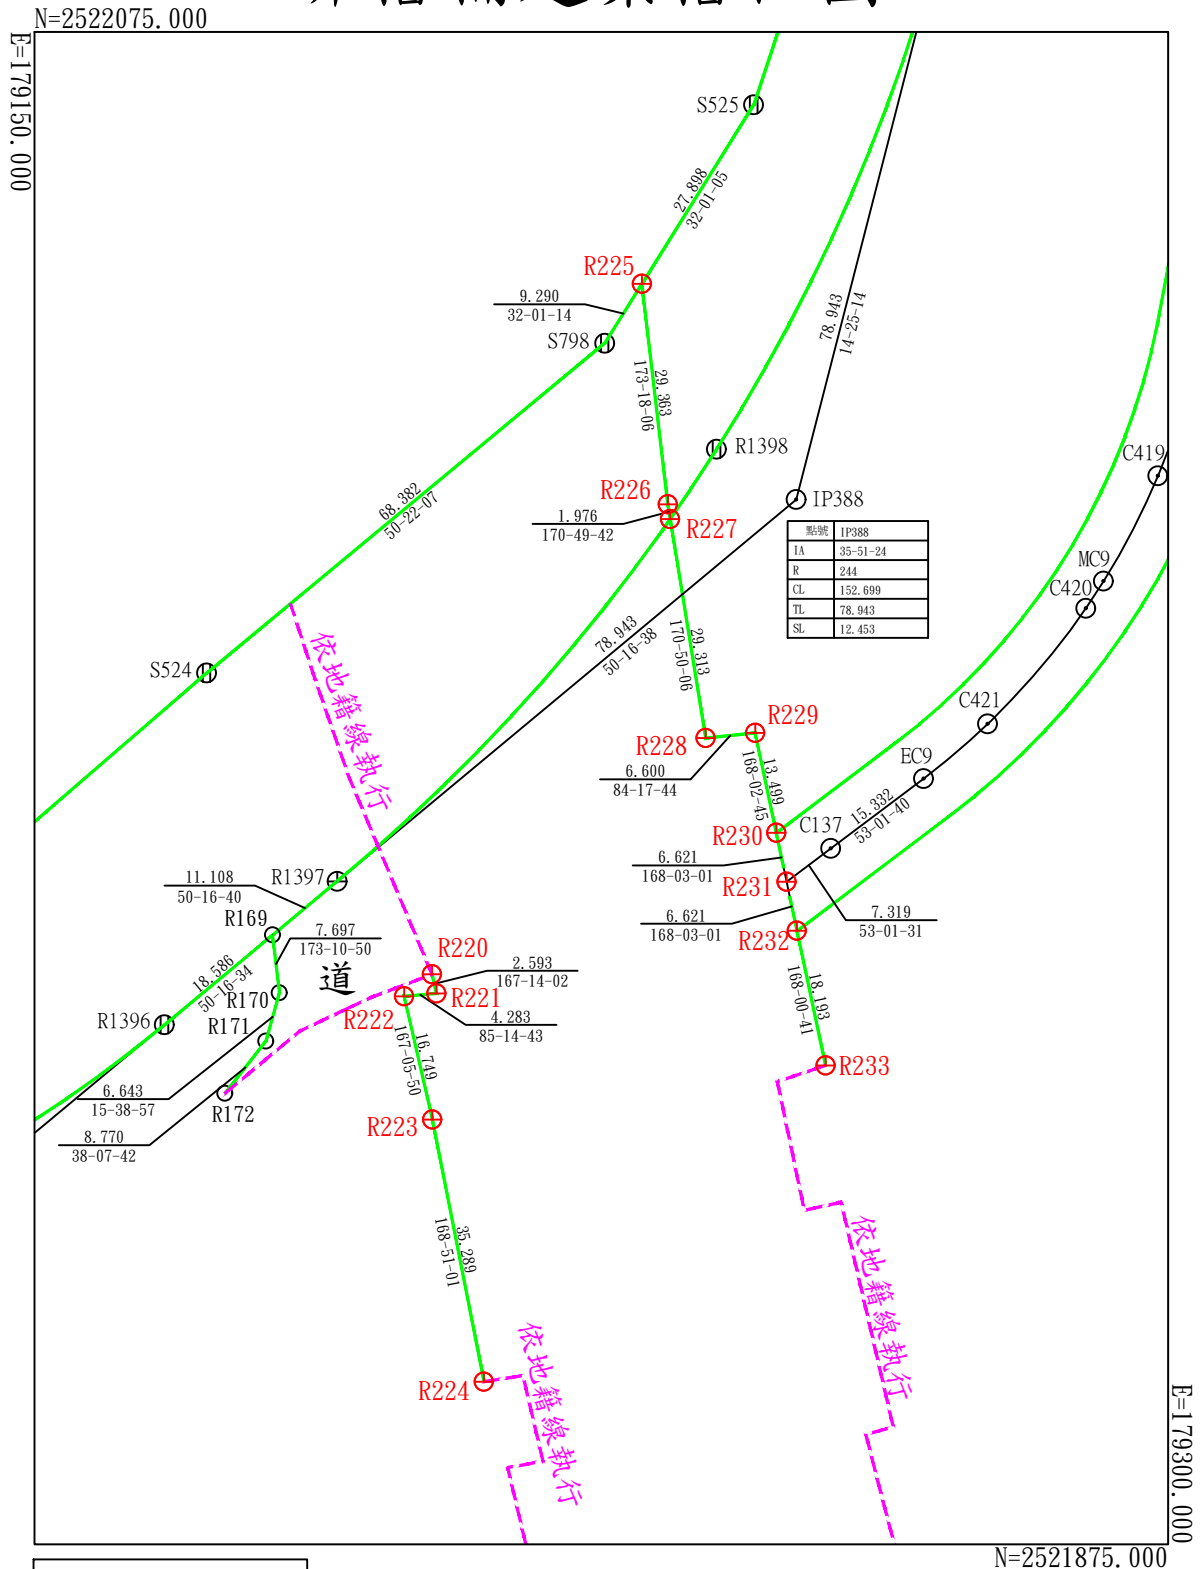 N=2522075.000
E=179150.000
S525
27.898
32-01-05
R225
9.290
32-01-14
S798
78.943
14-25-14
29.363
173-18-06
R1398
C419
68.382
50-22-07
R226
IP388
1.976
170-49-42
R227
點號 IP388
IA 35-51-24
R 244
CL 152.699
TL 78.943
SL 12.453
MC9
C420
78.943
50-16-38
29.313
170-50-06
依地籍線執行
S524
R229
C421
R228
EC9
6.600
84-17-44
13.499
168-02-45
15.332
53-01-40
C137
R230
6.621
168-03-01
R1397
11.108
50-16-40
R231
R169
7.697
173-10-50
6.621
168-03-01
7.319
53-01-31
R232
R220
道
2.593
167-14-02
18.586
50-16-34
R170
R221
R222
18.193
168-00-41
R1396
R171
4.283
85-14-43
16.749
167-05-50
R233
6.643
15-38-57
R172
R223
8.770
38-07-42
35.289
168-51-01
依地籍線執行
依地籍線執行
R224
E=179300.000
N=2521875.000